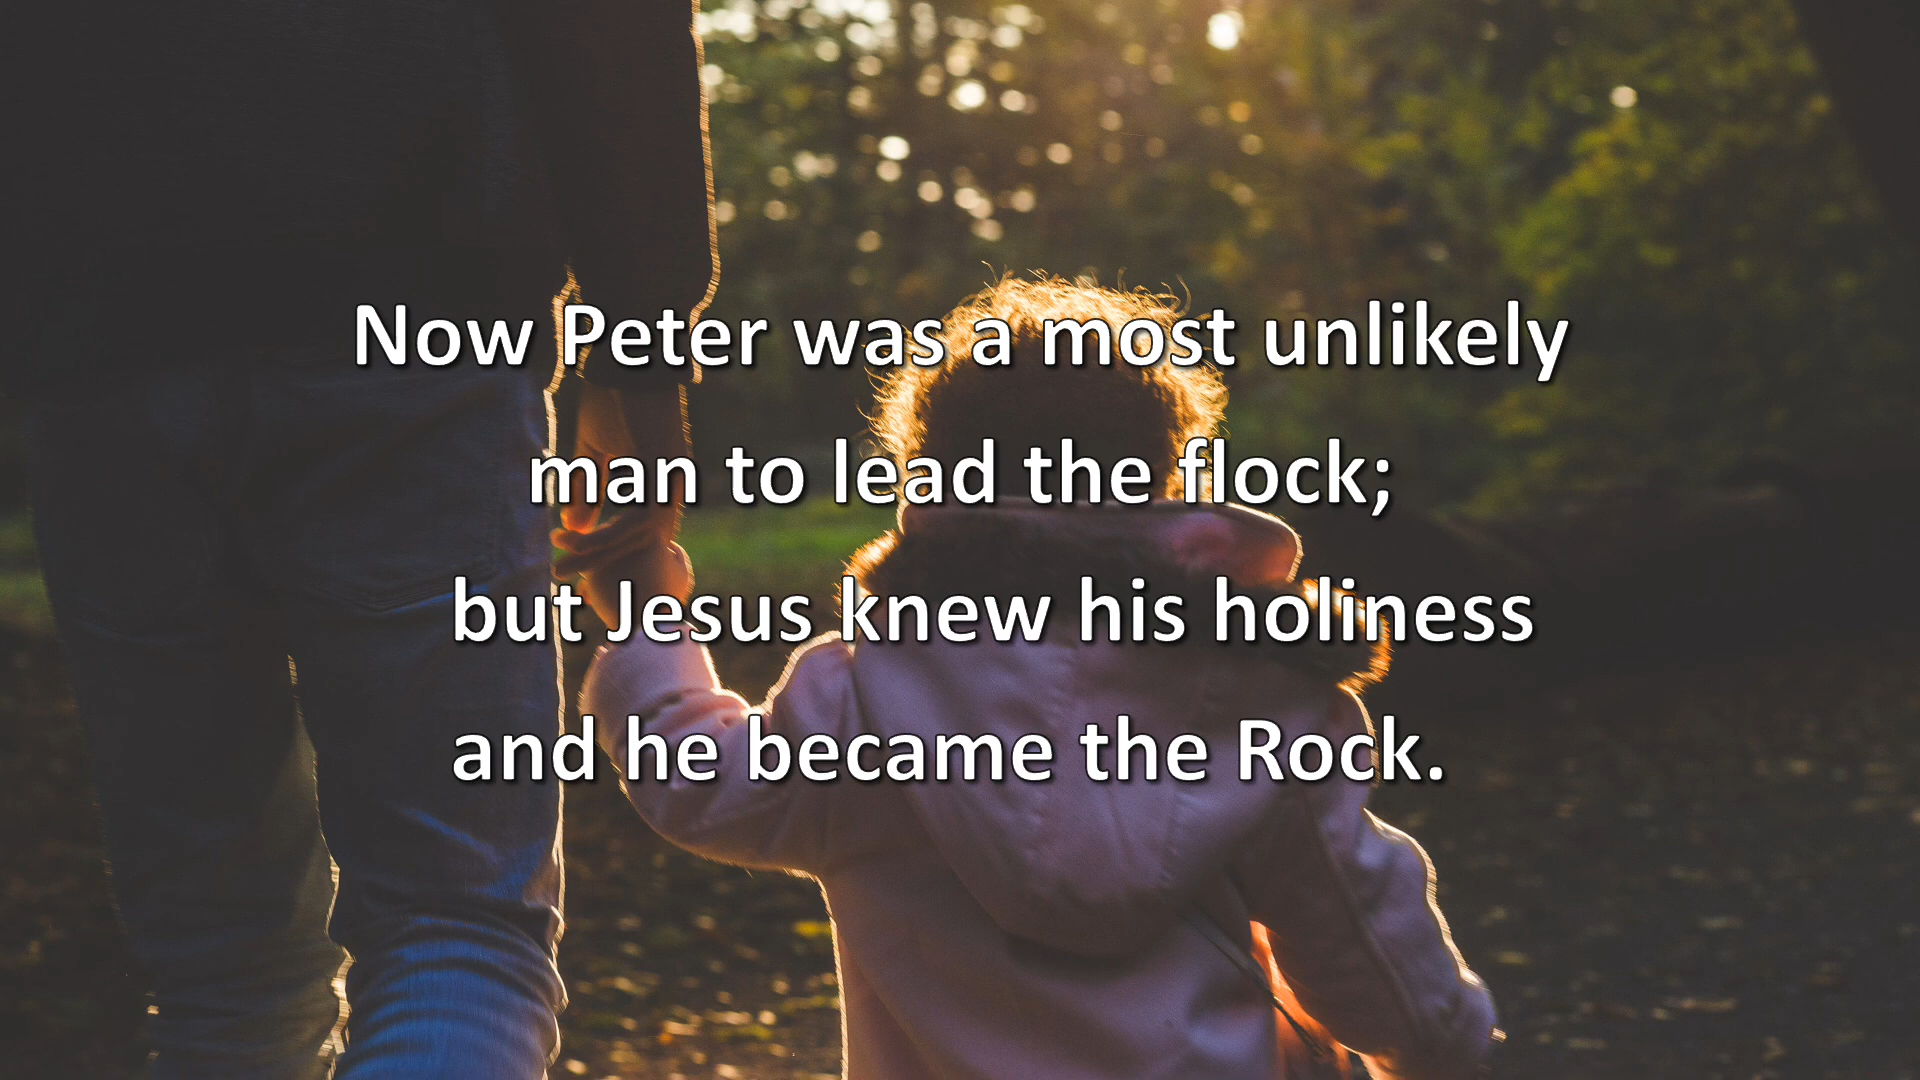 Now Peter was a most unlikely
man to lead the flock;
but Jesus knew his holiness
and he became the Rock.